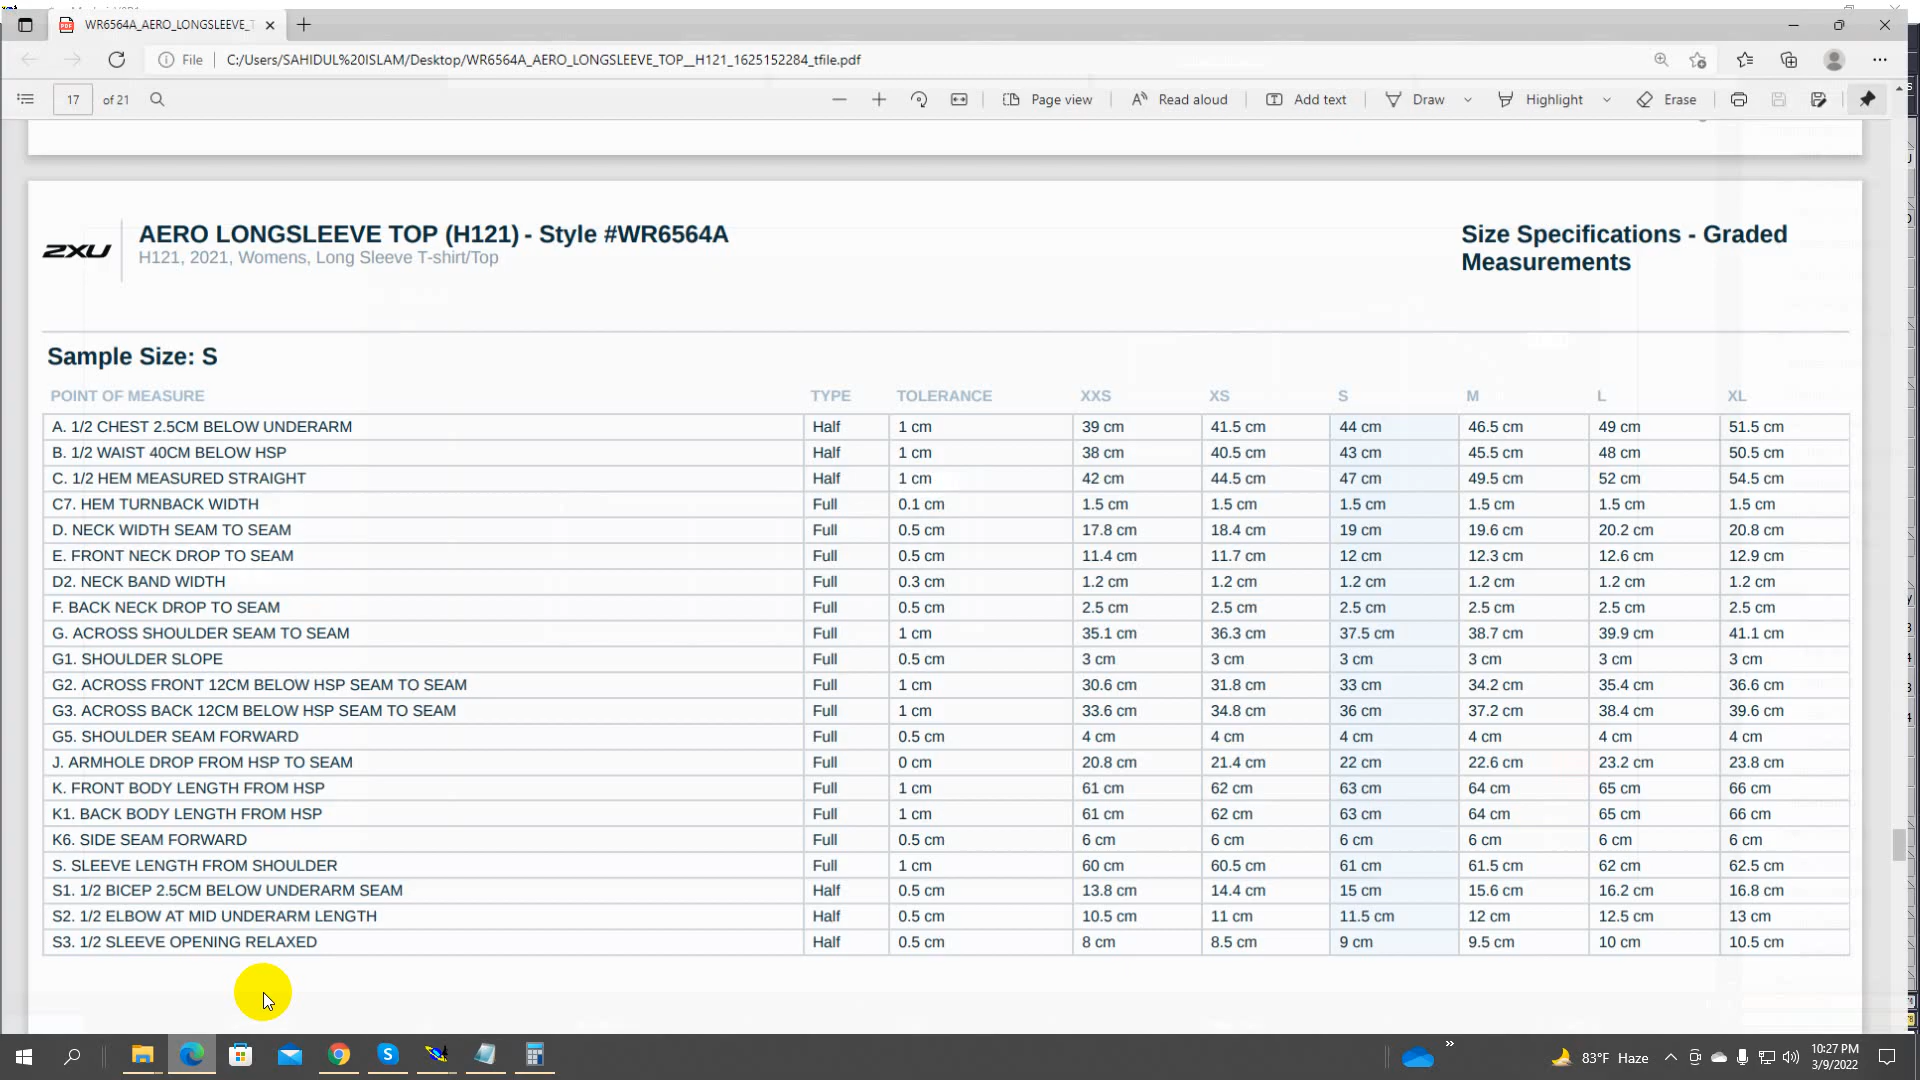 WR6564A_AERO_LONGSLEEVE_T
File C:/Users/SAHIDUL%20ISLAM/Desktop/WR6564A_AERO_LONGSLEEVE_TOP__H121_1625152284_tfile.pdf
17 of 21 Page view Read aloud Add text Draw Highlight Erase
2XU
AERO LONGSLEEVE TOP (H121) - Style #WR6564A
H121, 2021, Womens, Long Sleeve T-shirt/Top
Size Specifications - Graded
Measurements
Sample Size: S
POINT OF MEASURE TYPE TOLERANCE XXS XS S M L XL
A. 1/2 CHEST 2.5CM BELOW UNDERARM Half 1 cm 39 cm 41.5 cm 44 cm 46.5 cm 49 cm 51.5 cm
B. 1/2 WAIST 40CM BELOW HSP Half 1 cm 38 cm 40.5 cm 43 cm 45.5 cm 48 cm 50.5 cm
C. 1/2 HEM MEASURED STRAIGHT Half 1 cm 42 cm 44.5 cm 47 cm 49.5 cm 52 cm 54.5 cm
C7. HEM TURNBACK WIDTH Full 0.1 cm 1.5 cm 1.5 cm 1.5 cm 1.5 cm 1.5 cm 1.5 cm
D. NECK WIDTH SEAM TO SEAM Full 0.5 cm 17.8 cm 18.4 cm 19 cm 19.6 cm 20.2 cm 20.8 cm
E. FRONT NECK DROP TO SEAM Full 0.5 cm 11.4 cm 11.7 cm 12 cm 12.3 cm 12.6 cm 12.9 cm
D2. NECK BAND WIDTH Full 0.3 cm 1.2 cm 1.2 cm 1.2 cm 1.2 cm 1.2 cm 1.2 cm
F. BACK NECK DROP TO SEAM Full 0.5 cm 2.5 cm 2.5 cm 2.5 cm 2.5 cm 2.5 cm 2.5 cm
G. ACROSS SHOULDER SEAM TO SEAM Full 1 cm 35.1 cm 36.3 cm 37.5 cm 38.7 cm 39.9 cm 41.1 cm
G1. SHOULDER SLOPE Full 0.5 cm 3 cm 3 cm 3 cm 3 cm 3 cm 3 cm
G2. ACROSS FRONT 12CM BELOW HSP SEAM TO SEAM Full 1 cm 30.6 cm 31.8 cm 33 cm 34.2 cm 35.4 cm 36.6 cm
G3. ACROSS BACK 12CM BELOW HSP SEAM TO SEAM Full 1 cm 33.6 cm 34.8 cm 36 cm 37.2 cm 38.4 cm 39.6 cm
G5. SHOULDER SEAM FORWARD Full 0.5 cm 4 cm 4 cm 4 cm 4 cm 4 cm 4 cm
J. ARMHOLE DROP FROM HSP TO SEAM Full 0 cm 20.8 cm 21.4 cm 22 cm 22.6 cm 23.2 cm 23.8 cm
K. FRONT BODY LENGTH FROM HSP Full 1 cm 61 cm 62 cm 63 cm 64 cm 65 cm 66 cm
K1. BACK BODY LENGTH FROM HSP Full 1 cm 61 cm 62 cm 63 cm 64 cm 65 cm 66 cm
K6. SIDE SEAM FORWARD Full 0.5 cm 6 cm 6 cm 6 cm 6 cm 6 cm 6 cm
S. SLEEVE LENGTH FROM SHOULDER Full 1 cm 60 cm 60.5 cm 61 cm 61.5 cm 62 cm 62.5 cm
S1. 1/2 BICEP 2.5CM BELOW UNDERARM SEAM Half 0.5 cm 13.8 cm 14.4 cm 15 cm 15.6 cm 16.2 cm 16.8 cm
S2. 1/2 ELBOW AT MID UNDERARM LENGTH Half 0.5 cm 10.5 cm 11 cm 11.5 cm 12 cm 12.5 cm 13 cm
S3. 1/2 SLEEVE OPENING RELAXED Half 0.5 cm 8 cm 8.5 cm 9 cm 9.5 cm 10 cm 10.5 cm
83°F Haze
10:27 PM
3/9/2022